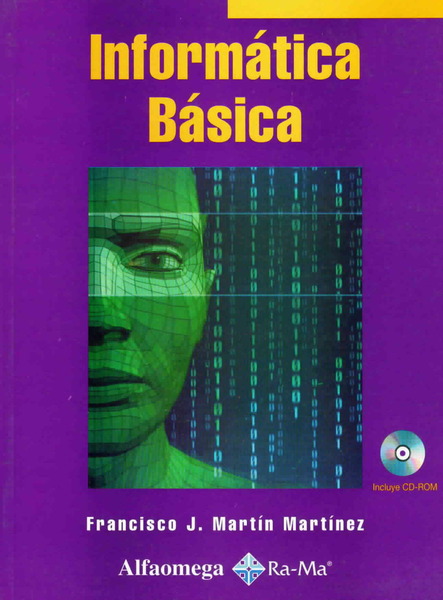 Informática
Básica
Incluye CD-ROM
Francisco J. Martín Martínez
Alfaomega Ra-Ma®